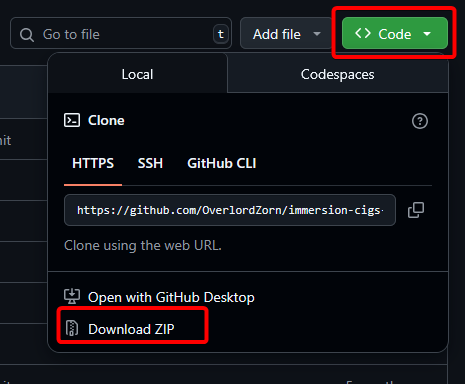 Go to file
t
Add file
<> Code
Local
Codespaces
nit
Clone
HTTPS
SSH
GitHub CLI
https://github.com/OverlordZorn/immersion-cigs-
Clone using the web URL.
Open with GitHub Desktop
Download ZIP